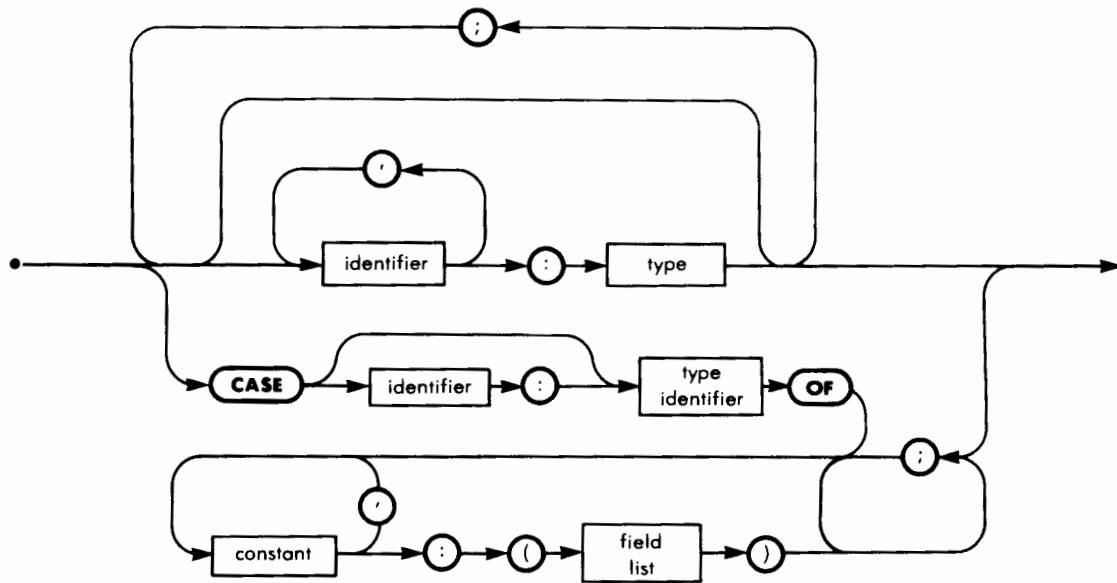 ;
,
identifier : type
CASE identifier : type identifier OF
;
,
constant : ( field list )